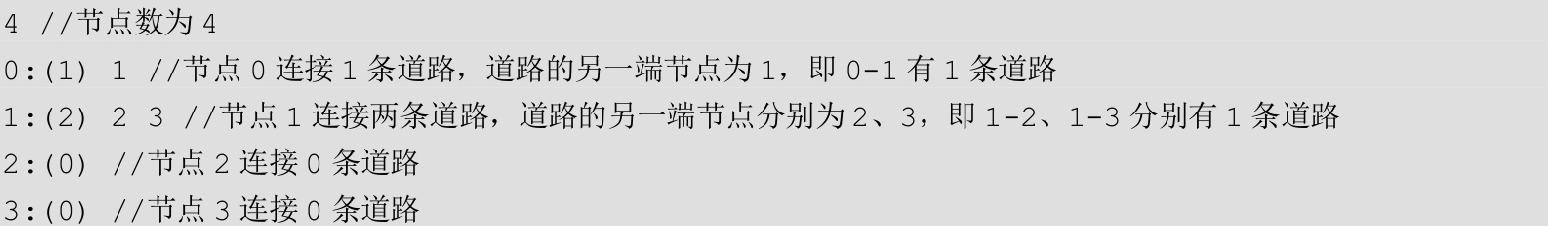 4 //节点数为4
0:(1) 1 //节点0连接1条道路，道路的另一端节点为1，即0-1有1条道路
1:(2) 2 3 //节点1连接两条道路，道路的另一端节点分别为2、3，即1-2、1-3分别有1条道路
2:(0) //节点2连接0条道路
3:(0) //节点3连接0条道路